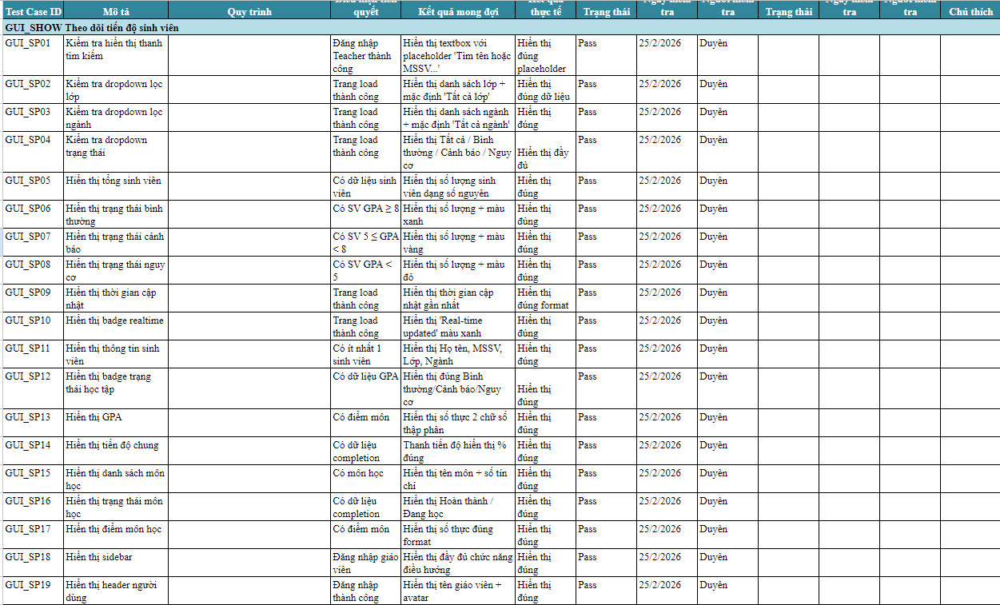 Test Case ID Mô tả Quy trình quyết Kết quả mong đợi thực tế Trạng thái tra tra Trạng thái tra tra Chú thích
GUI_SHOW Theo dõi tiến độ sinh viên
GUI_SP01 Kiểm tra hiển thị thanh Đăng nhập Hiển thị textbox với Hiển thị Pass 25/2/2026 Duyên
tìm kiếm Teacher thành placeholder 'Tìm tên hoặc đúng
công MSSV...' placeholder
GUI_SP02 Kiểm tra dropdown lọc Trang load Hiển thị danh sách lớp + Hiển thị Pass 25/2/2026 Duyên
lớp thành công mặc định 'Tất cả lớp' đúng dữ liệu
GUI_SP03 Kiểm tra dropdown lọc Trang load Hiển thị danh sách ngành Hiển thị Pass 25/2/2026 Duyên
ngành thành công + mặc định 'Tất cả ngành' đúng
GUI_SP04 Kiểm tra dropdown Trang load Hiển thị Tất cả / Bình Pass 25/2/2026 Duyên
trạng thái thành công thường / Cảnh báo / Nguy Hiển thị đầy
cơ đủ
GUI_SP05 Hiển thị tổng sinh viên Có dữ liệu sinh Hiển thị số lượng sinh Hiển thị Pass 25/2/2026 Duyên
viên viên dạng số nguyên đúng
GUI_SP06 Hiển thị trạng thái bình Có SV GPA ≥ 8 Hiển thị số lượng + màu Hiển thị Pass 25/2/2026 Duyên
thường xanh đúng
GUI_SP07 Hiển thị trạng thái cảnh Có SV 5 ≤ GPA Hiển thị số lượng + màu Hiển thị Pass 25/2/2026 Duyên
báo < 8 vàng đúng
GUI_SP08 Hiển thị trạng thái nguy Có SV GPA < Hiển thị số lượng + màu Hiển thị Pass 25/2/2026 Duyên
cơ 5 đỏ đúng
GUI_SP09 Hiển thị thời gian cập Trang load Hiển thị thời gian cập Hiển thị Pass 25/2/2026 Duyên
nhật thành công nhật gần nhất đúng format
GUI_SP10 Hiển thị badge realtime Trang load Hiển thị 'Real-time Hiển thị Pass 25/2/2026 Duyên
thành công updated' màu xanh đúng
GUI_SP11 Hiển thị thông tin sinh Có ít nhất 1 Hiển thị Họ tên, MSSV, Hiển thị Pass 25/2/2026 Duyên
viên sinh viên Lớp, Ngành đúng
GUI_SP12 Hiển thị badge trạng Có dữ liệu GPA Hiển thị đúng Bình Pass 25/2/2026 Duyên
thái học tập thường/Cảnh báo/Nguy Hiển thị
cơ đúng
GUI_SP13 Hiển thị GPA Có điểm môn Hiển thị số thực 2 chữ số Hiển thị Pass 25/2/2026 Duyên
thập phân đúng
GUI_SP14 Hiển thị tiến độ chung Có dữ liệu Thanh tiến độ hiển thị % Hiển thị Pass 25/2/2026 Duyên
completion đúng đúng
GUI_SP15 Hiển thị danh sách môn Có môn học Hiển thị tên môn + số tín Hiển thị Pass 25/2/2026 Duyên
học chỉ đúng
GUI_SP16 Hiển thị trạng thái môn Có dữ liệu Hiển thị Hoàn thành / Hiển thị Pass 25/2/2026 Duyên
học completion Đang học đúng
GUI_SP17 Hiển thị điểm môn học Có điểm môn Hiển thị số thực đúng Hiển thị Pass 25/2/2026 Duyên
format đúng
GUI_SP18 Hiển thị sidebar Đăng nhập giáo Hiển thị đầy đủ chức năng Hiển thị Pass 25/2/2026 Duyên
viên điều hướng đúng
GUI_SP19 Hiển thị header người Đăng nhập Hiển thị tên giáo viên + Hiển thị Pass 25/2/2026 Duyên
dùng thành công avatar đúng